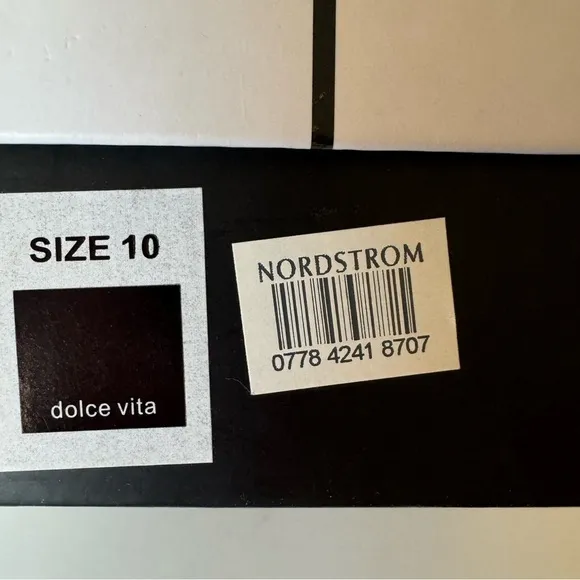 SIZE 10
dolce vita
NORDSTROM
0778 4241 8707